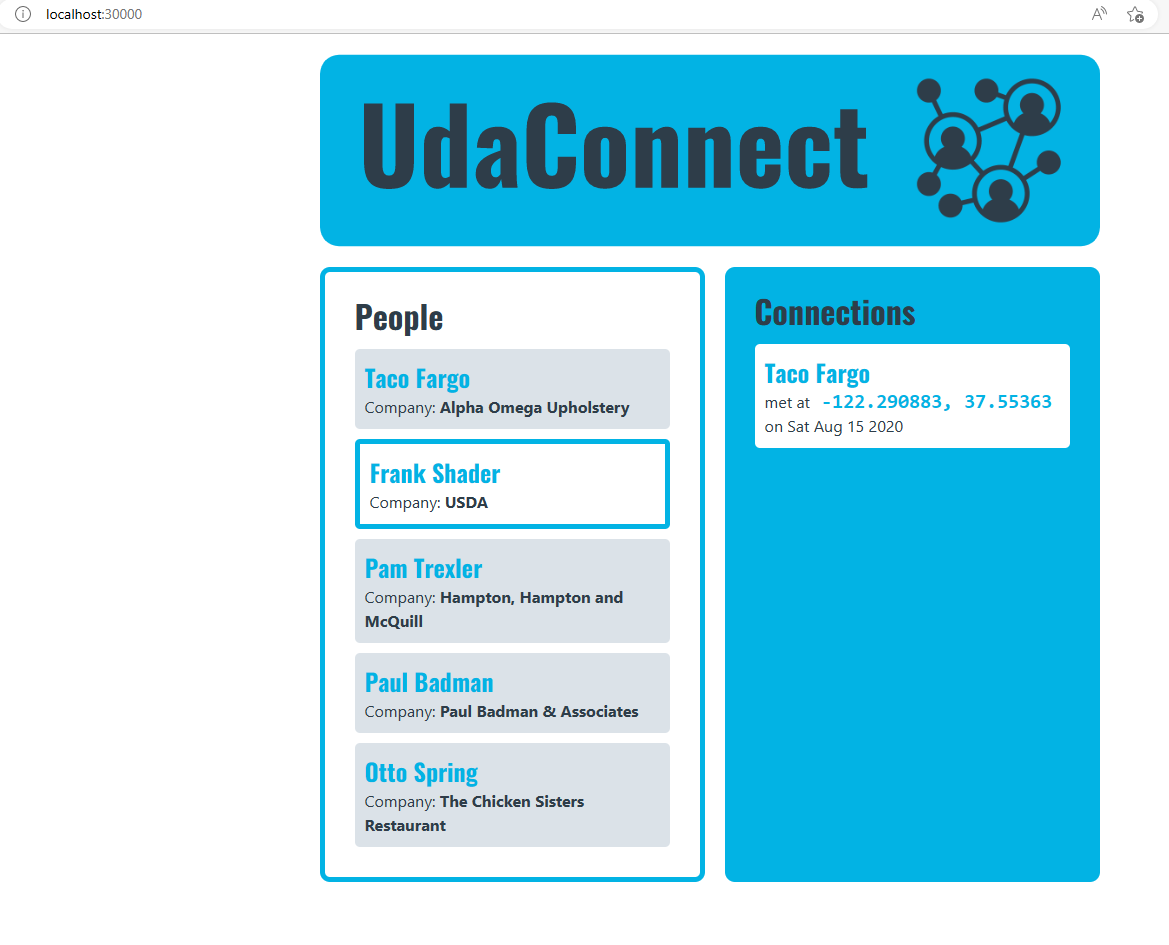 localhost:30000
UdaConnect
People
Taco Fargo
Company: Alpha Omega Upholstery
Frank Shader
Company: USDA
Pam Trexler
Company: Hampton, Hampton and
McQuill
Paul Badman
Company: Paul Badman & Associates
Otto Spring
Company: The Chicken Sisters
Restaurant
Connections
Taco Fargo
met at -122.290883, 37.55363
on Sat Aug 15 2020